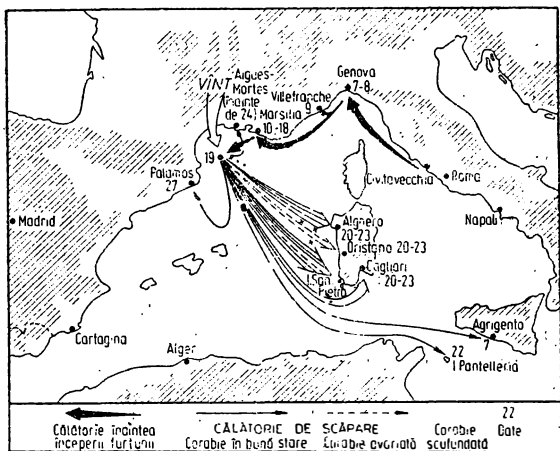 Genova
7-8
VÎNT
Aigues-
Mortes
(înainte
de 24)
Villefranche
9
Marsilia
10-18
19
Palamos
27
Civitavecchia
Roma
Madrid
Napoli
Alghero
20-23
Oristano 20-23
Cagliari
20-23
I. San
Pietro
Cartagina
Alger
Agrigento
?
22
I Pantelleria
Călătorie înaintea
începerii furtunii
CĂLĂTORIE DE SCĂPARE
Corabie în bună stare
Corabie avariată
Corabie
scufundată
22
Date